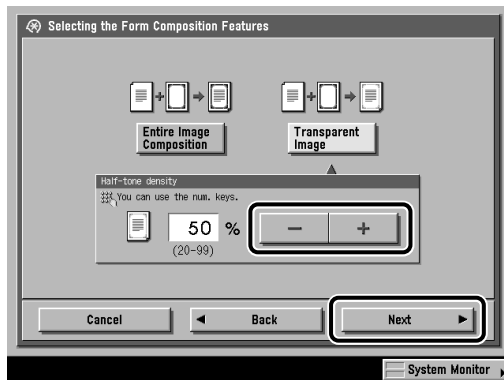 Selecting the Form Composition Features
Entire Image
Composition
Transparent
Image
Half-tone density
You can use the num. keys.
50 %
- +
(20-99)
Cancel
◄ Back
Next ►
System Monitor